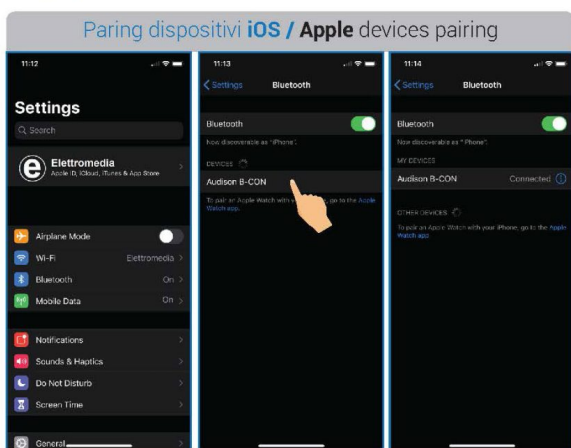 Paring dispositivi iOS / Apple devices pairing
11:12
Settings
Search
Elettromedia
Apple ID, iCloud, iTunes & App Store
Airplane Mode
Wi-Fi Elettromedia
Bluetooth On
Mobile Data On
Notifications
Sounds & Haptics
Do Not Disturb
Screen Time
General
11:13
Settings Bluetooth
Bluetooth
Now discoverable as "iPhone".
DEVICES
Audison B-CON
To pair an Apple Watch with go to the Apple
Watch app.
11:14
Settings Bluetooth
Bluetooth
Now discoverable as " Phone".
MY DEVICES
Audison B-CON Connected
OTHER DEVICES
To pair an Apple Watch with your iPhone, go to the Apple
Watch app